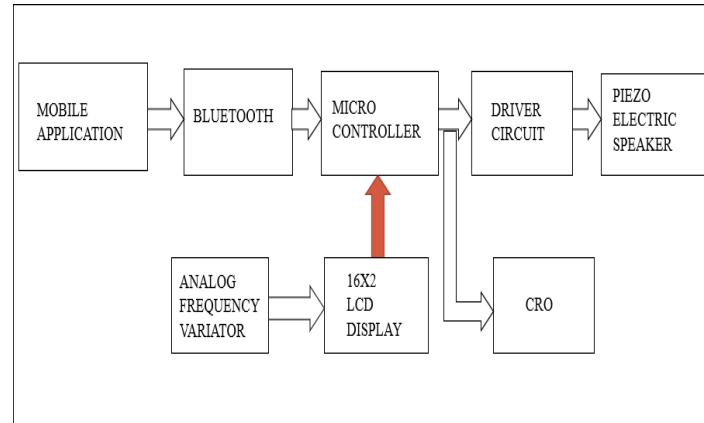 MOBILE
APPLICATION
BLUETOOTH
MICRO
CONTROLLER
DRIVER
CIRCUIT
PIEZO
ELECTRIC
SPEAKER
ANALOG
FREQUENCY
VARIATOR
16X2
LCD
DISPLAY
CRO